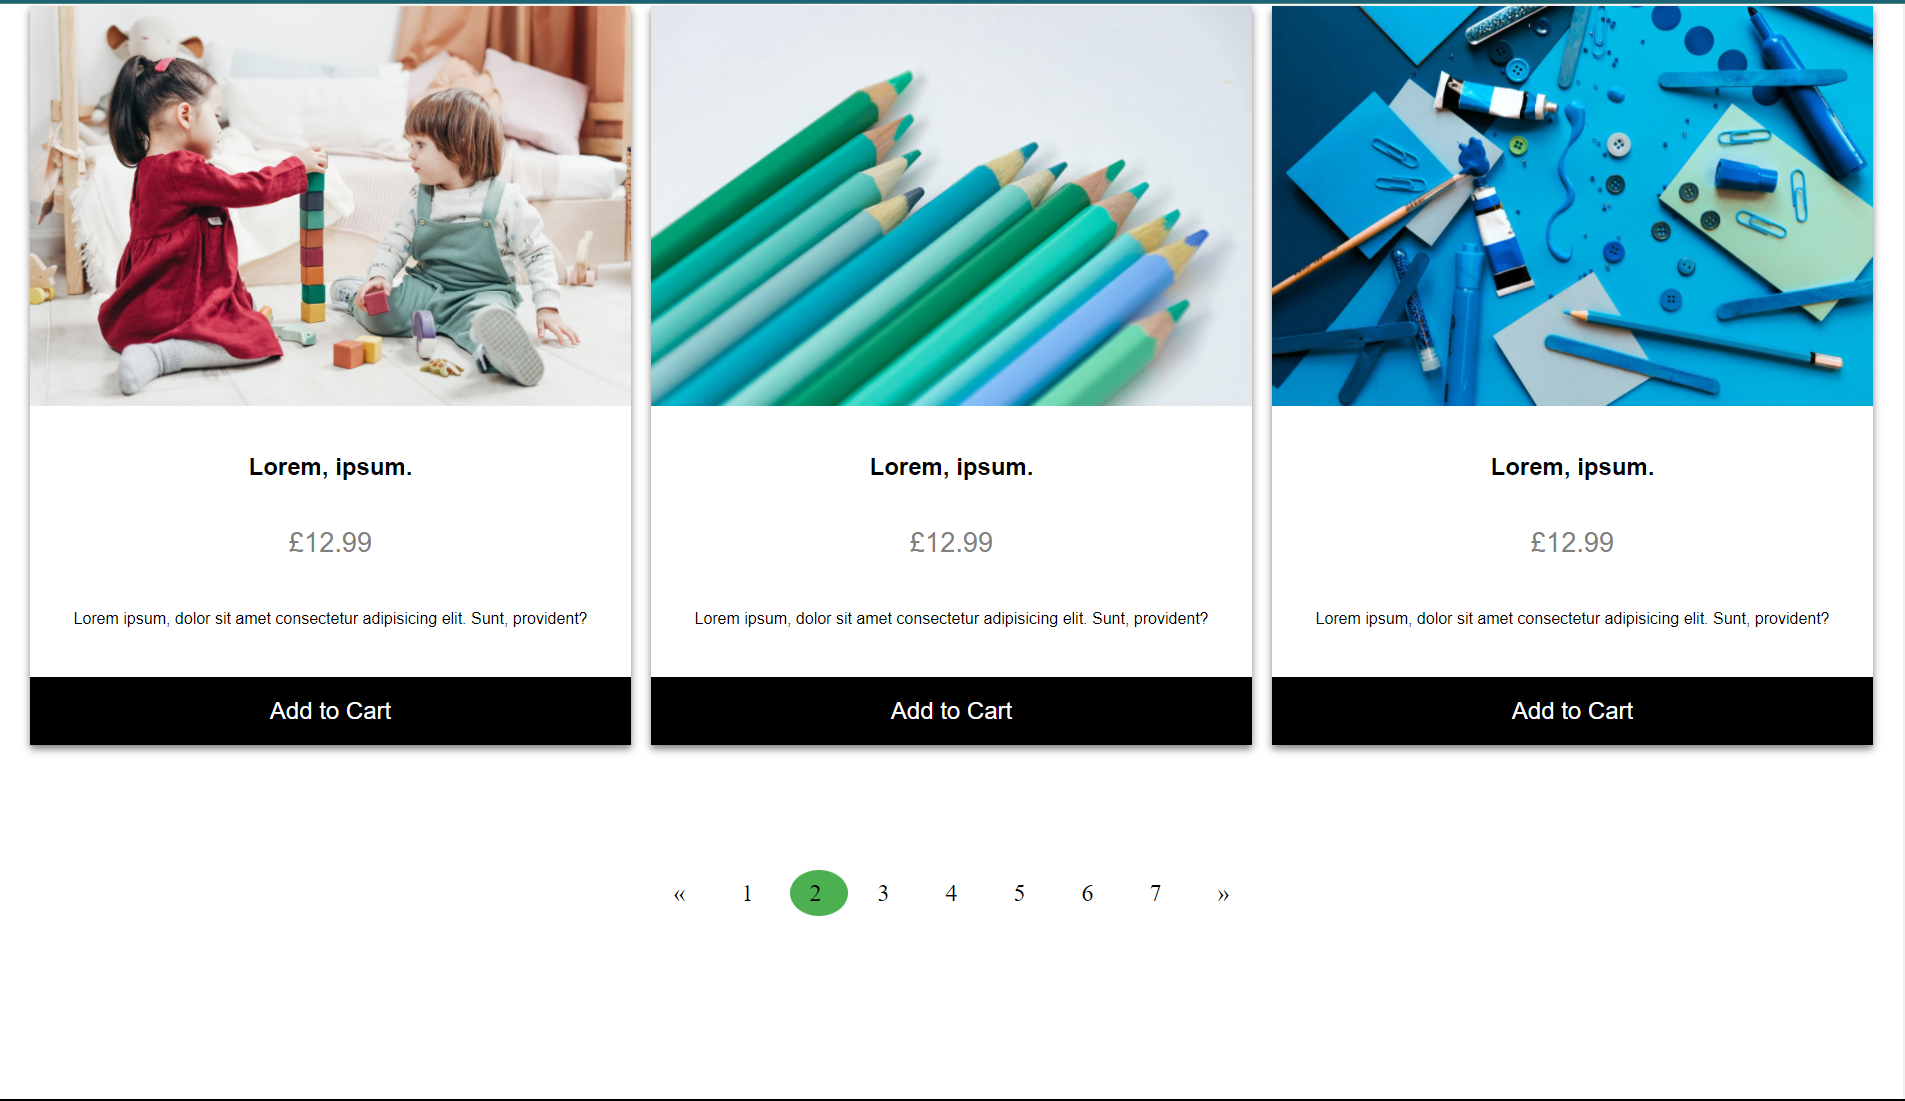 Lorem, ipsum.
£12.99
Lorem ipsum, dolor sit amet consectetur adipisicing elit. Sunt, provident?
Add to Cart
Lorem, ipsum.
£12.99
Lorem ipsum, dolor sit amet consectetur adipisicing elit. Sunt, provident?
Add to Cart
Lorem, ipsum.
£12.99
Lorem ipsum, dolor sit amet consectetur adipisicing elit. Sunt, provident?
Add to Cart
« 1 2 3 4 5 6 7 »